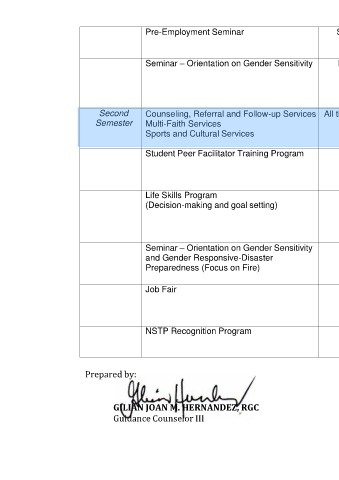 Pre-Employment Seminar
Seminar – Orientation on Gender Sensitivity
Second
Semester
Counseling, Referral and Follow-up Services
All t
Multi-Faith Services
Sports and Cultural Services
Student Peer Facilitator Training Program
Life Skills Program
(Decision-making and goal setting)
Seminar – Orientation on Gender Sensitivity
and Gender Responsive-Disaster
Preparedness (Focus on Fire)
Job Fair
NSTP Recognition Program
Prepared by:
GILIAN JOAN M. HERNANDEZ, RGC
Guidance Counselor III